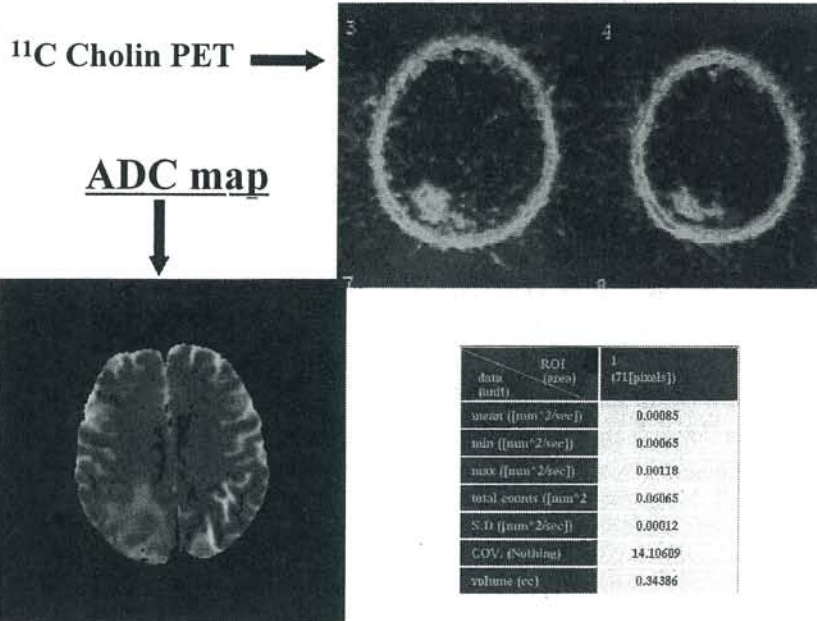 ¹¹C Cholin PET
3 4
ADC map
7 8
data (unit) ROI (area) 1 (71[pixels])
mean ([mm^2/sec]) 0.00085
min ([mm^2/sec]) 0.00065
max ([mm^2/sec]) 0.00118
total counts ([mm^2 0.06065
S.D ([mm^2/sec]) 0.00012
COV. (Nothing) 14.10609
volume (cc) 0.34386